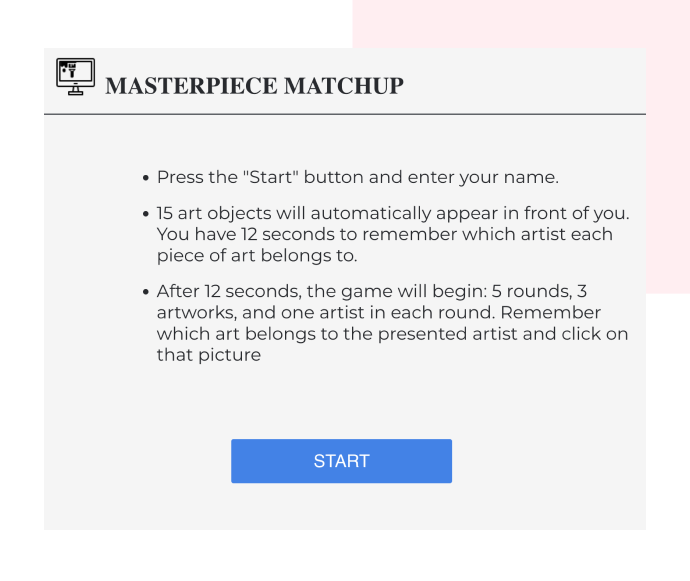 MASTERPIECE MATCHUP
• Press the "Start" button and enter your name.
• 15 art objects will automatically appear in front of you.
You have 12 seconds to remember which artist each
piece of art belongs to.
• After 12 seconds, the game will begin: 5 rounds, 3
artworks, and one artist in each round. Remember
which art belongs to the presented artist and click on
that picture
START